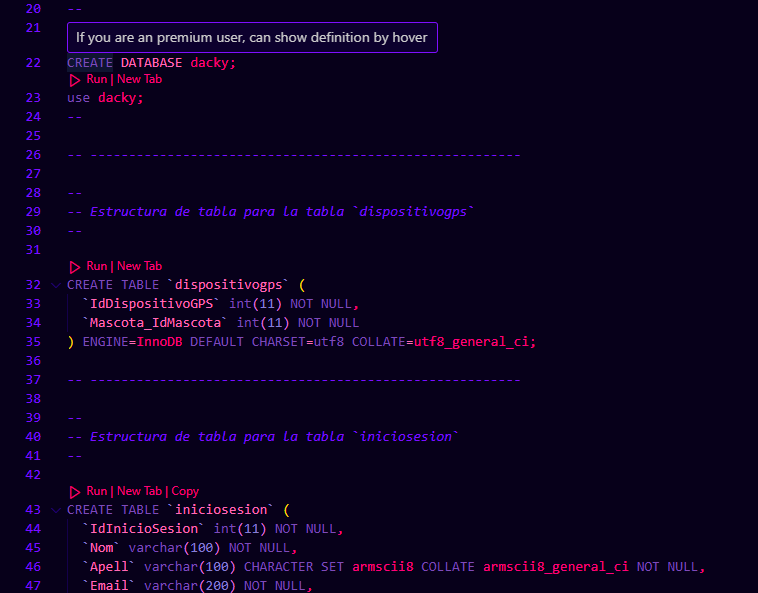 20 --
21
If you are an premium user, can show definition by hover
22 CREATE DATABASE dacky;
Run | New Tab
23 use dacky;
24 --
25
26 -- --------------------------------------------------------
27
28 --
29 -- Estructura de tabla para la tabla `dispositivogps`
30 --
31
Run | New Tab
32 CREATE TABLE `dispositivogps` (
33 `IdDispositivoGPS` int(11) NOT NULL,
34 `Mascota_IdMascota` int(11) NOT NULL
35 ) ENGINE=InnoDB DEFAULT CHARSET=utf8 COLLATE=utf8_general_ci;
36
37 -- --------------------------------------------------------
38
39 --
40 -- Estructura de tabla para la tabla `iniciosesion`
41 --
42
Run | New Tab | Copy
43 CREATE TABLE `iniciosesion` (
44 `IdInicioSesion` int(11) NOT NULL,
45 `Nom` varchar(100) NOT NULL,
46 `Apell` varchar(100) CHARACTER SET armscii8 COLLATE armscii8_general_ci NOT NULL,
47 `Email` varchar(200) NOT NULL,